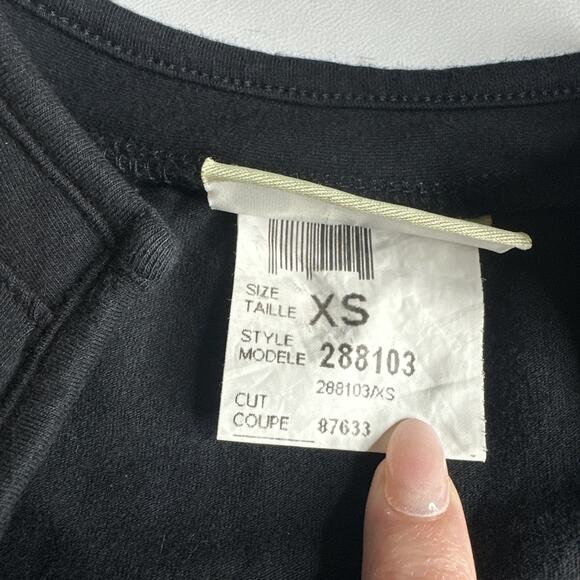 SIZE
TAILLE XS
STYLE
MODELE 288103
288103/XS
CUT
COUPE 87633